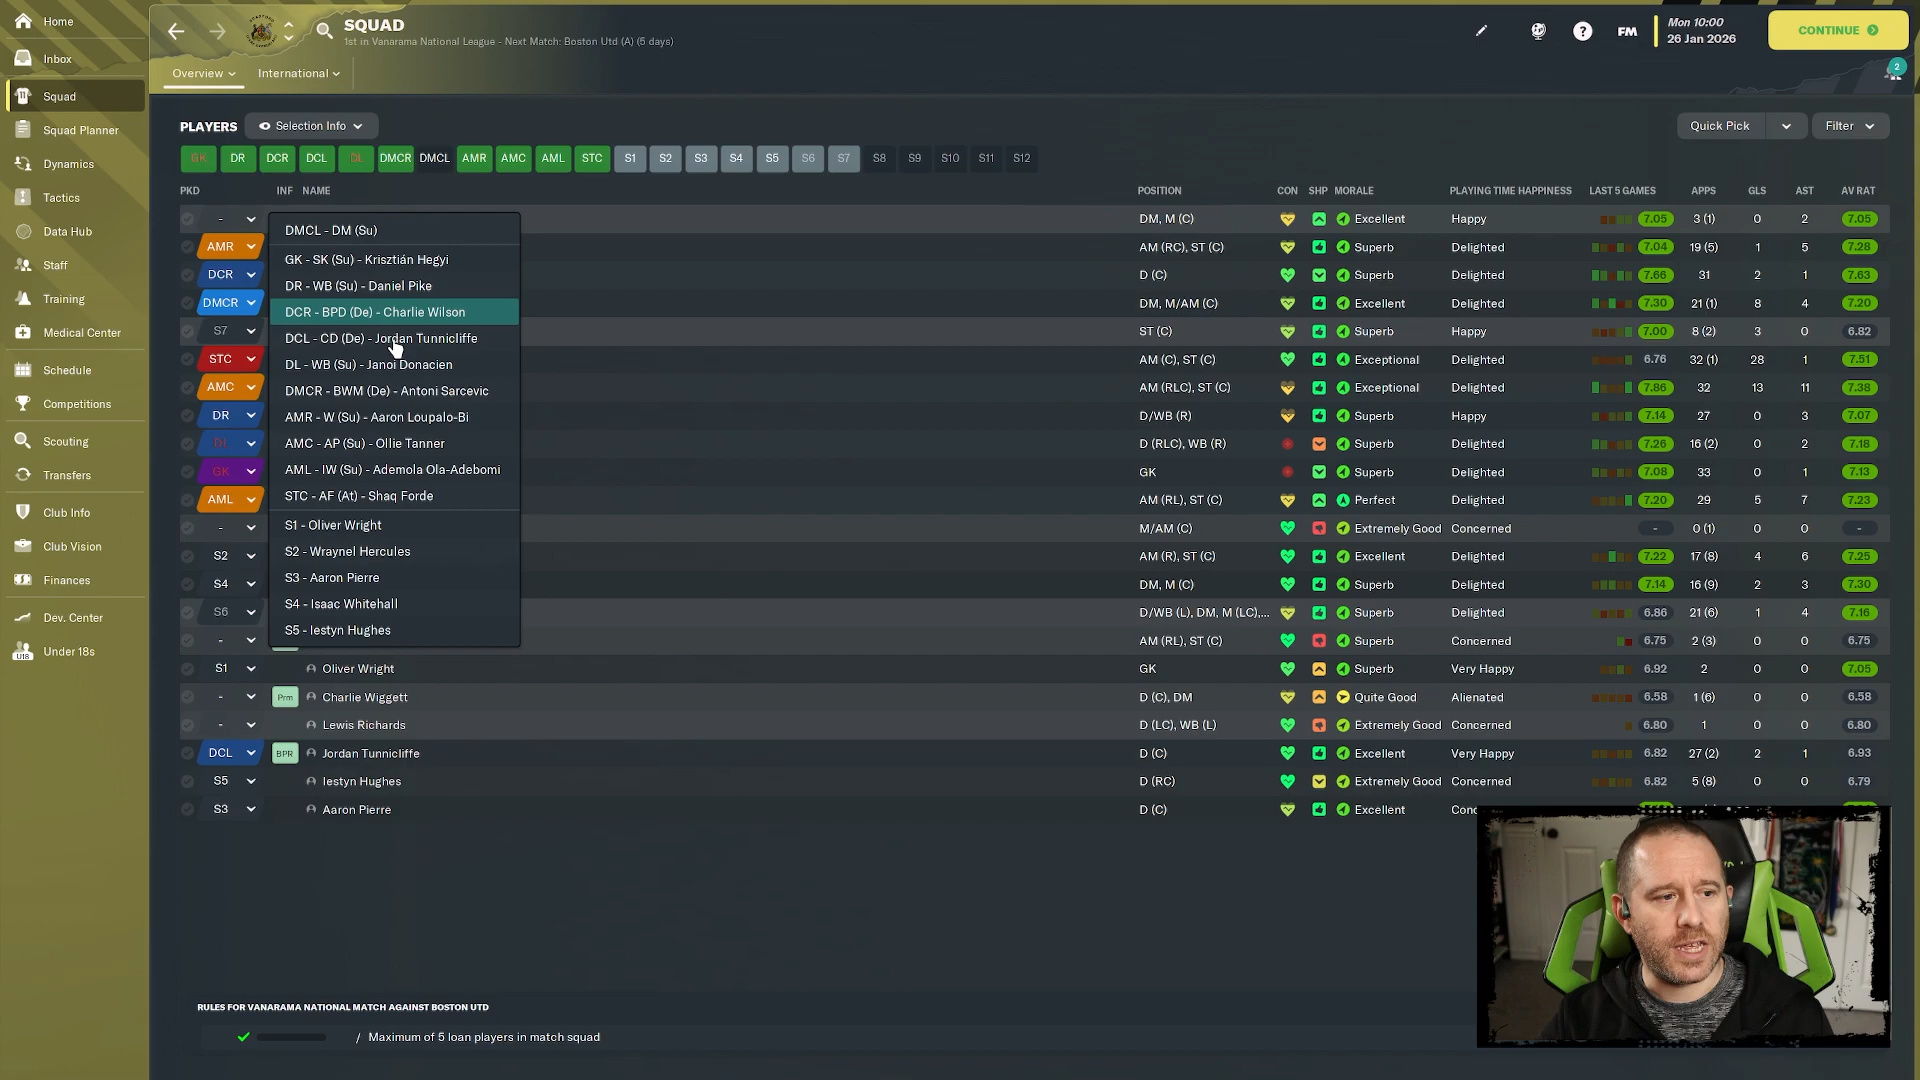 Home
Inbox
Squad
Squad Planner
Dynamics
Tactics
Data Hub
Staff
Training
Medical Center
Schedule
Competitions
Scouting
Transfers
Club Info
Club Vision
Finances
Dev. Center
Under 18s
SQUAD
1st in Vanarama National League - Next Match: Boston Utd (A) (5 days)
FM
Mon 10:00
26 Jan 2026
CONTINUE
Overview International
2
PLAYERS Selection Info
Quick Pick Filter
GK DR DCR DCL DL DMCR DMCL AMR AMC AML STC S1 S2 S3 S4 S5 S6 S7 S8 S9 S10 S11 S12
PKD INF NAME POSITION CON SHP MORALE PLAYING TIME HAPPINESS LAST 5 GAMES APPS GLS AST AV RAT
- DM, M (C) Excellent Happy 7.05 3 (1) 0 2 7.05
AMR AM (RC), ST (C) Superb Delighted 7.04 19 (5) 1 5 7.28
DCR D (C) Superb Delighted 7.66 31 2 1 7.63
DMCR DM, M/AM (C) Excellent Delighted 7.30 21 (1) 8 4 7.20
S7 ST (C) Superb Happy 7.00 8 (2) 3 0 6.82
STC AM (C), ST (C) Exceptional Delighted 6.76 32 (1) 28 1 7.51
AMC AM (RLC), ST (C) Exceptional Delighted 7.86 32 13 11 7.38
DR D/WB (R) Superb Happy 7.14 27 0 3 7.07
DL D (RLC), WB (R) Superb Delighted 7.26 16 (2) 0 2 7.18
GK GK Superb Delighted 7.08 33 0 1 7.13
AML AM (RL), ST (C) Perfect Delighted 7.20 29 5 7 7.23
- M/AM (C) Extremely Good Concerned - 0 (1) 0 0 -
S2 AM (R), ST (C) Excellent Delighted 7.22 17 (8) 4 6 7.25
S4 DM, M (C) Superb Delighted 7.14 16 (9) 2 3 7.30
S6 D/WB (L), DM, M (LC),... Superb Delighted 6.86 21 (6) 1 4 7.16
- AM (RL), ST (C) Superb Concerned 6.75 2 (3) 0 0 6.75
S1 Oliver Wright GK Superb Very Happy 6.92 2 0 0 7.05
- Prm Charlie Wiggett D (C), DM Quite Good Alienated 6.58 1 (6) 0 0 6.58
- Lewis Richards D (LC), WB (L) Extremely Good Concerned 6.80 1 0 0 6.80
DCL BPR Jordan Tunnicliffe D (C) Excellent Very Happy 6.82 27 (2) 2 1 6.93
S5 Iestyn Hughes D (RC) Extremely Good Concerned 6.82 5 (8) 0 0 6.79
S3 Aaron Pierre D (C) Excellent
DMCL - DM (Su)
GK - SK (Su) - Krisztián Hegyi
DR - WB (Su) - Daniel Pike
DCR - BPD (De) - Charlie Wilson
DCL - CD (De) - Jordan Tunnicliffe
DL - WB (Su) - Janoi Donacien
DMCR - BWM (De) - Antoni Sarcevic
AMR - W (Su) - Aaron Loupalo-Bi
AMC - AP (Su) - Ollie Tanner
AML - IW (Su) - Ademola Ola-Adebomi
STC - AF (At) - Shaq Forde
S1 - Oliver Wright
S2 - Wraynel Hercules
S3 - Aaron Pierre
S4 - Isaac Whitehall
S5 - Iestyn Hughes
RULES FOR VANARAMA NATIONAL MATCH AGAINST BOSTON UTD
/ Maximum of 5 loan players in match squad